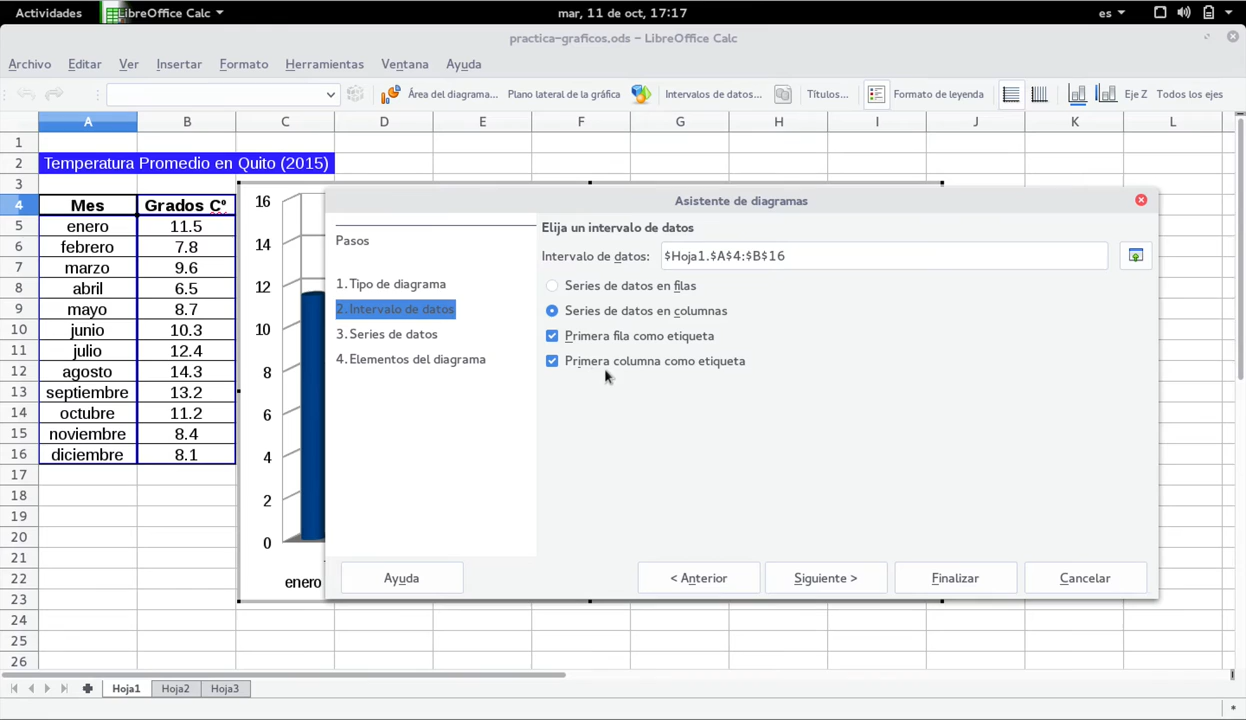 Actividades LibreOffice Calc mar, 11 de oct, 17:17 es
practica-graficos.ods – LibreOffice Calc
Archivo Editar Ver Insertar Formato Herramientas Ventana Ayuda
Área del diagrama... Plano lateral de la gráfica Intervalos de datos... Títulos... Formato de leyenda Eje Z Todos los ejes
A B C D E F G H I J K L
1
2 Temperatura Promedio en Quito (2015)
3
4 Mes Grados Cº
5 enero 11.5
6 febrero 7.8
7 marzo 9.6
8 abril 6.5
9 mayo 8.7
10 junio 10.3
11 julio 12.4
12 agosto 14.3
13 septiembre 13.2
14 octubre 11.2
15 noviembre 8.4
16 diciembre 8.1
17
18
19
20
21
22
23
24
25
26
16
14
12
10
8
6
4
2
0
enero
Asistente de diagramas
Pasos
1. Tipo de diagrama
2. Intervalo de datos
3. Series de datos
4. Elementos del diagrama
Elija un intervalo de datos
Intervalo de datos: $Hoja1.$A$4:$B$16
Series de datos en filas
Series de datos en columnas
Primera fila como etiqueta
Primera columna como etiqueta
Ayuda < Anterior Siguiente > Finalizar Cancelar
Hoja1 Hoja2 Hoja3
*